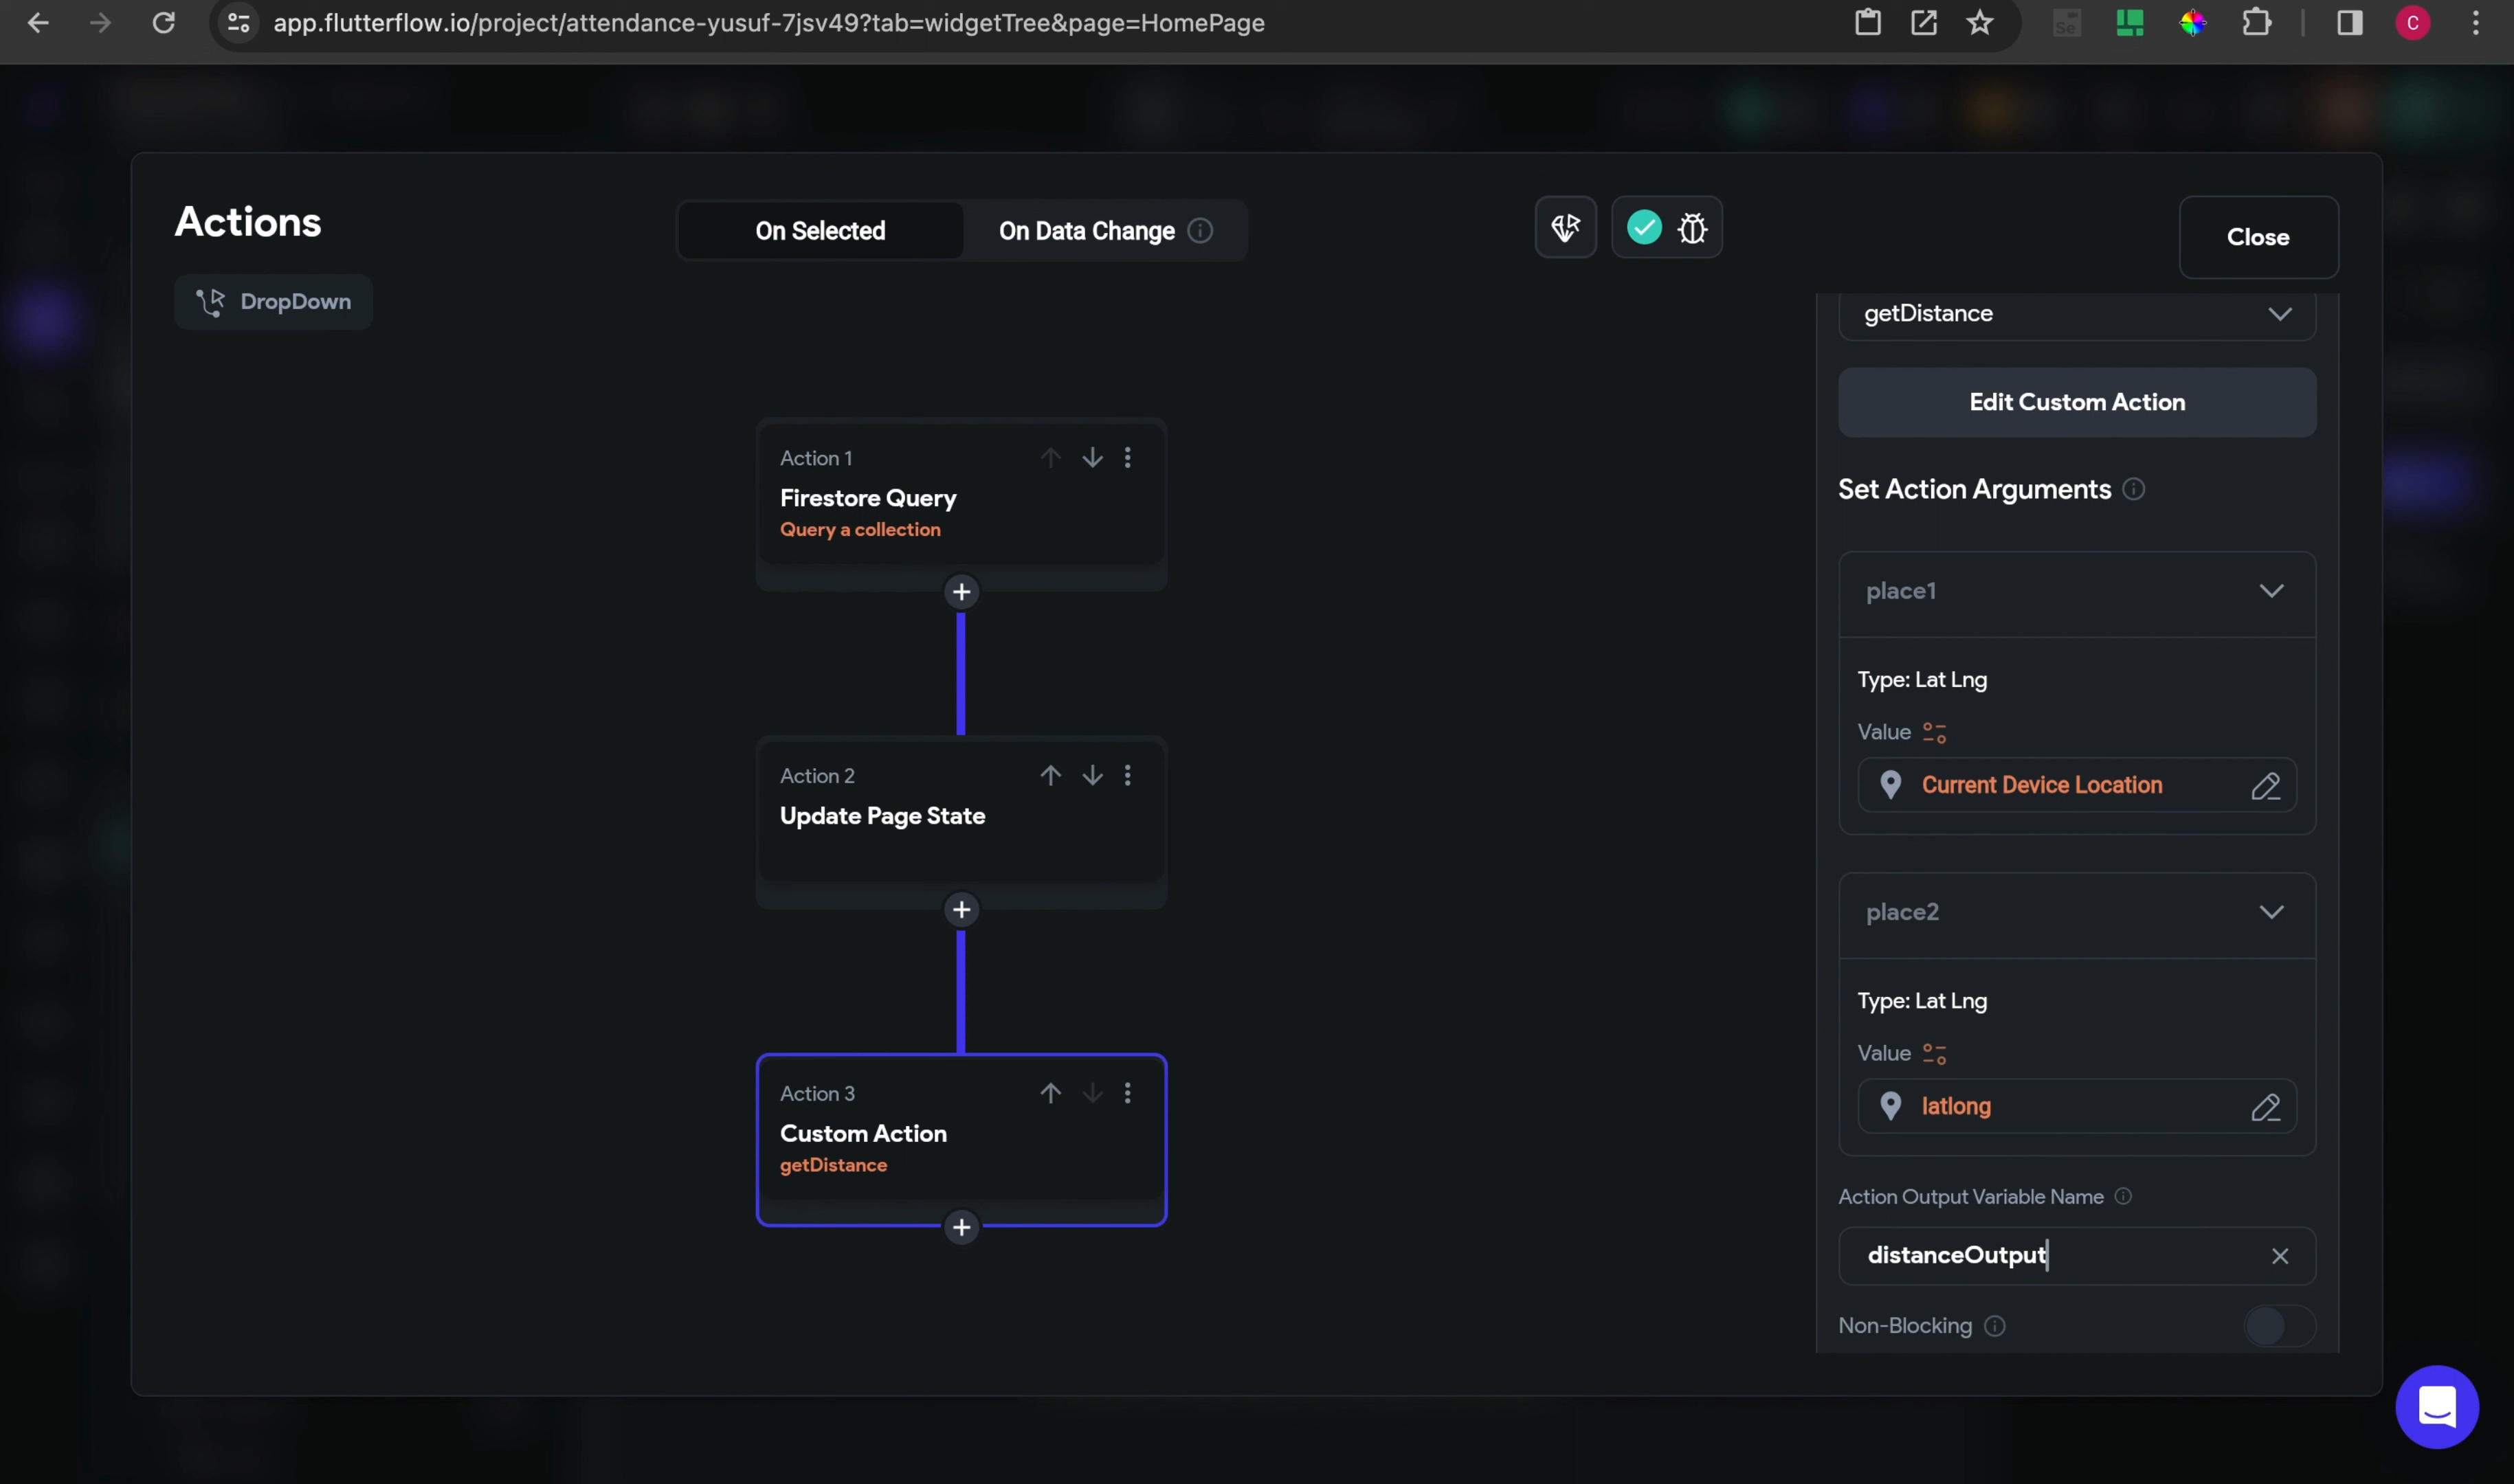 app.flutterflow.io/project/attendance-yusuf-7jsv49?tab=widgetTree&page=HomePage
Se
C
Actions
On Selected
On Data Change
Close
DropDown
getDistance
Edit Custom Action
Set Action Arguments
Action 1
Firestore Query
Query a collection
place1
Type: Lat Lng
Value
Current Device Location
Action 2
Update Page State
place2
Type: Lat Lng
Value
latlong
Action 3
Custom Action
getDistance
Action Output Variable Name
distanceOutput
Non-Blocking